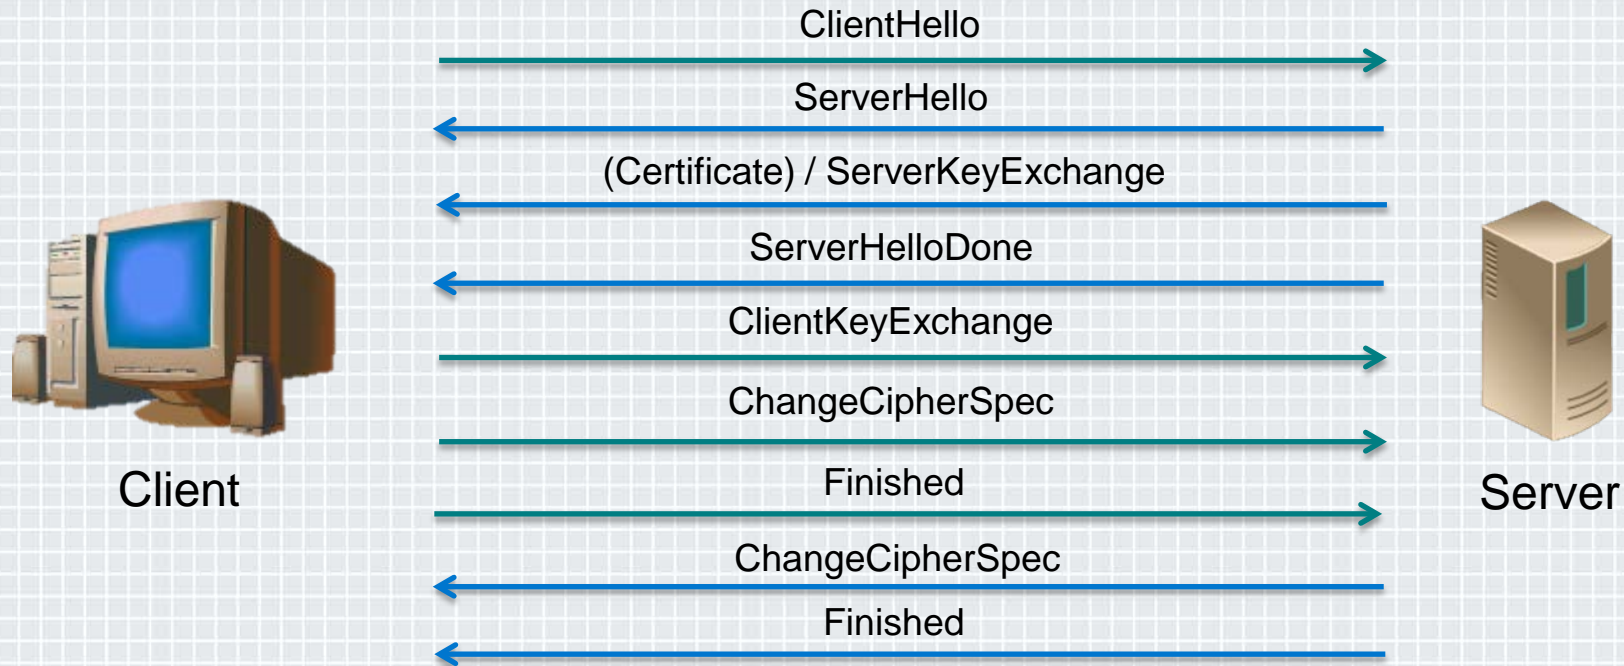 ClientHello
ServerHello
(Certificate) / ServerKeyExchange
ServerHelloDone
ClientKeyExchange
ChangeCipherSpec
Client
Finished
Server
ChangeCipherSpec
Finished